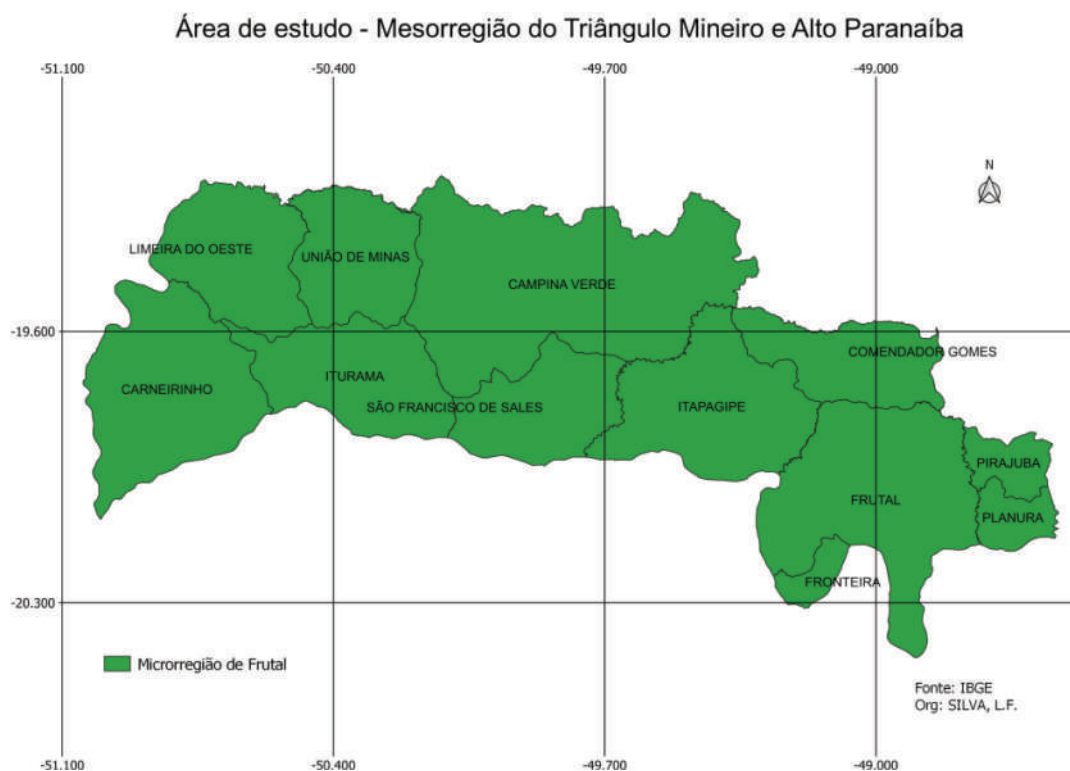 Área de estudo - Mesorregião do Triângulo Mineiro e Alto Paranaíba
-51.100 -50.400 -49.700 -49.000
N
LIMEIRA DO OESTE
UNIÃO DE MINAS
CAMPINA VERDE
-19.600
COMENDADOR GOMES
ITURAMA
CARNEIRINHO
SÃO FRANCISCO DE SALES
ITAPAGIPE
PIRAJUBA
FRUTAL
PLANURA
FRONTEIRA
-20.300
Microrregião de Frutal
Fonte: IBGE
Org: SILVA, L.F.
-51.100 -50.400 -49.700 -49.000